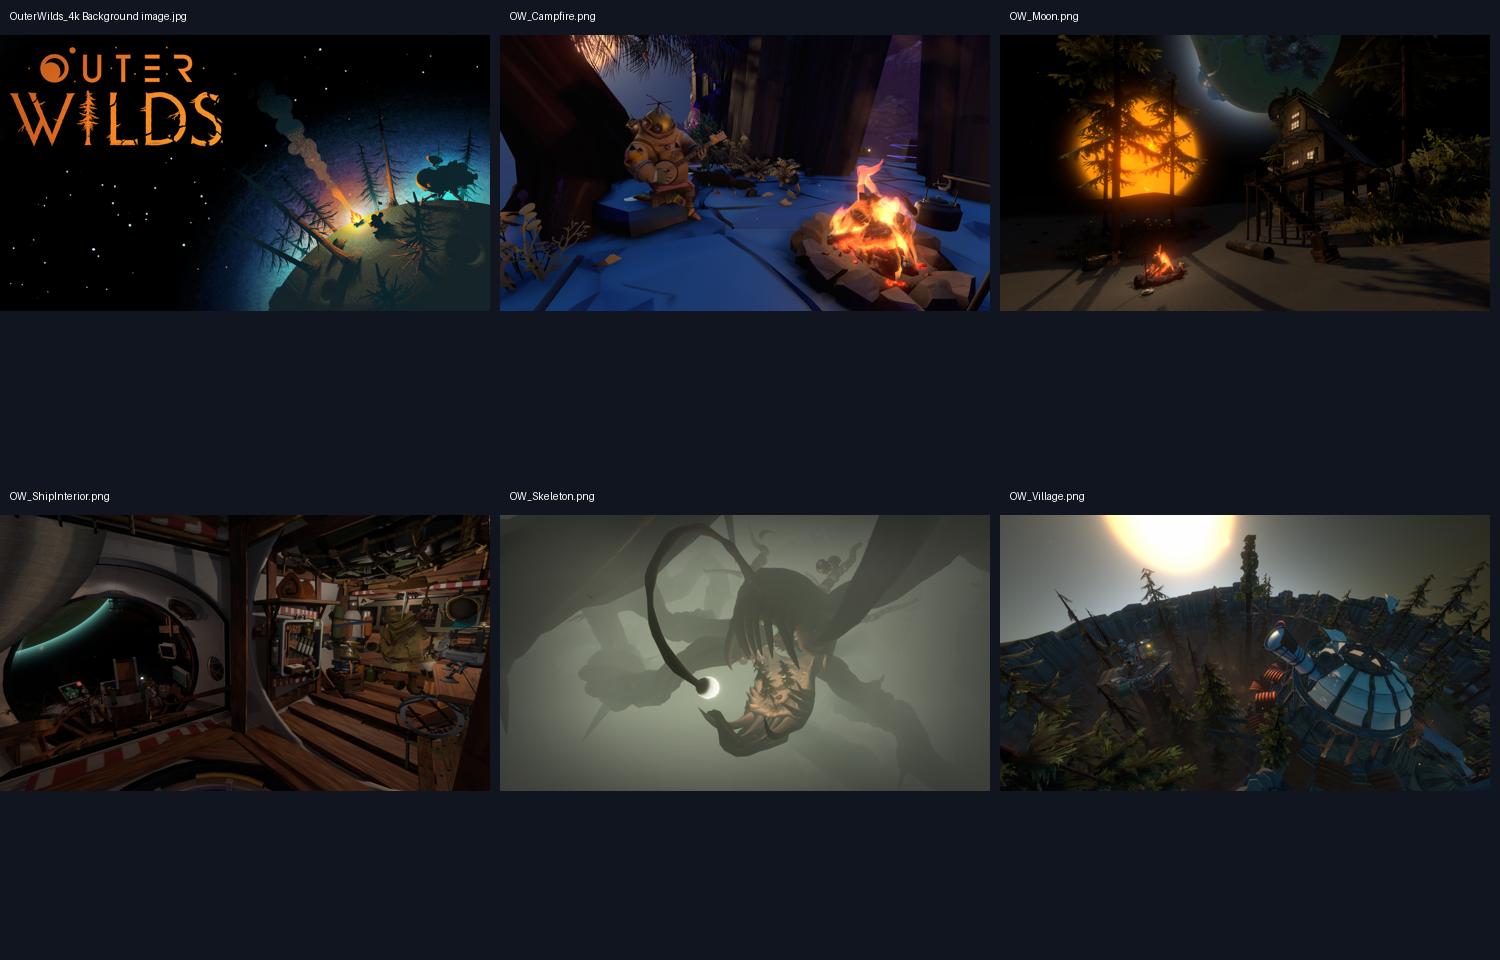 OuterWilds_4k Background image.jpg
OW_Campfire.png
OW_Moon.png
OUTER
WILDS
OW_ShipInterior.png
OW_Skeleton.png
OW_Village.png